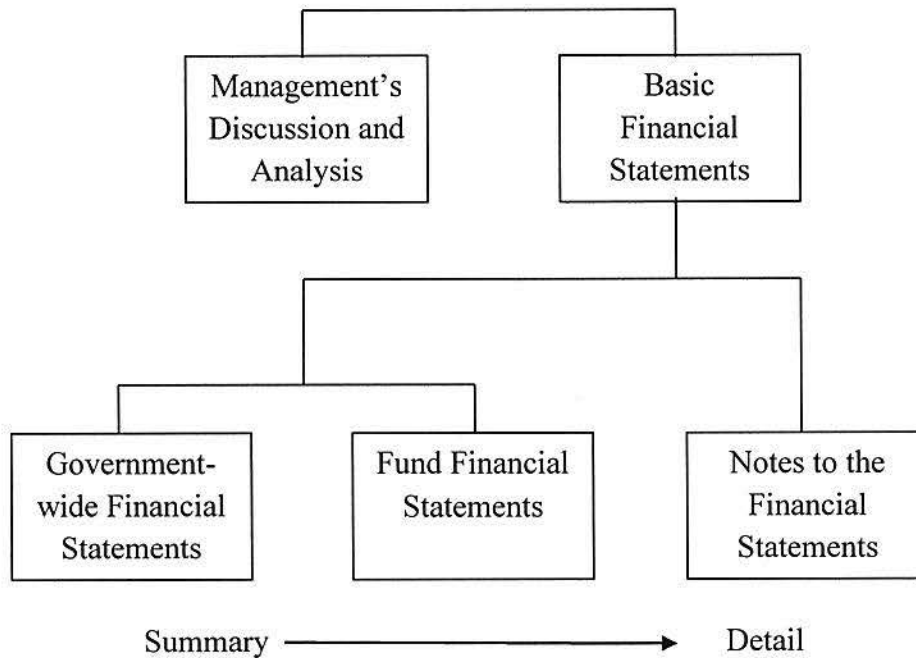 Management's
Discussion and
Analysis
Basic
Financial
Statements
Government-
wide Financial
Statements
Fund Financial
Statements
Notes to the
Financial
Statements
Summary
Detail